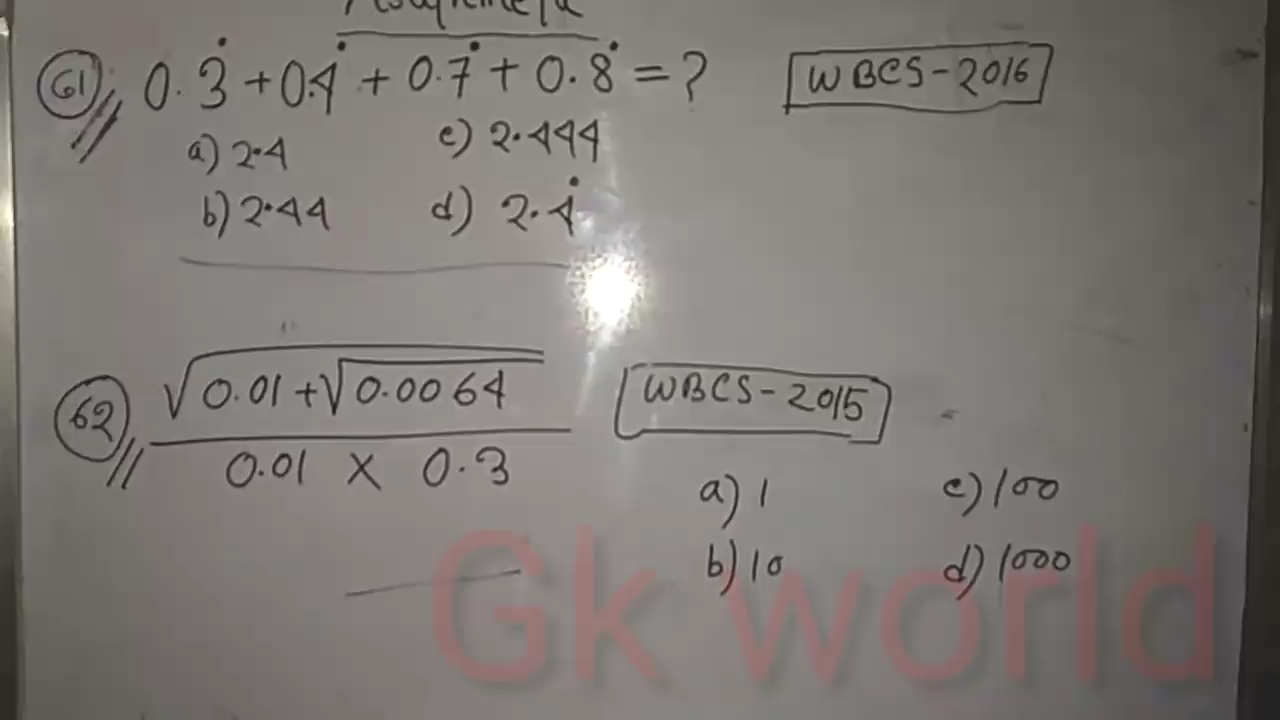 61) 0.3̇ + 0.4̇ + 0.7̇ + 0.8̇ = ? WBCS-2016
a) 2.4 c) 2.444
b) 2.44 d) 2.4̇
62) √(0.01 + √0.0064) WBCS-2015
0.01 × 0.3
a) 1 c) 100
b) 10 d) 1000
Gk world